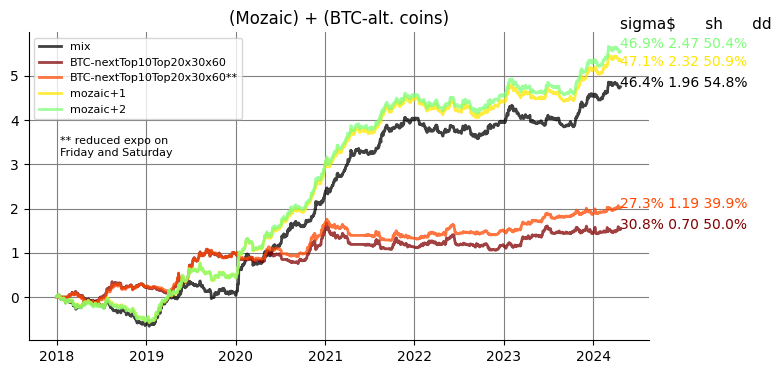 (Mozaic) + (BTC-alt. coins)
sigma$ sh dd
mix
BTC-nextTop10Top20x30x60
BTC-nextTop10Top20x30x60**
mozaic+1
mozaic+2
** reduced expo on
Friday and Saturday
46.9% 2.47 50.4%
47.1% 2.32 50.9%
46.4% 1.96 54.8%
27.3% 1.19 39.9%
30.8% 0.70 50.0%
5
4
3
2
1
0
2018 2019 2020 2021 2022 2023 2024